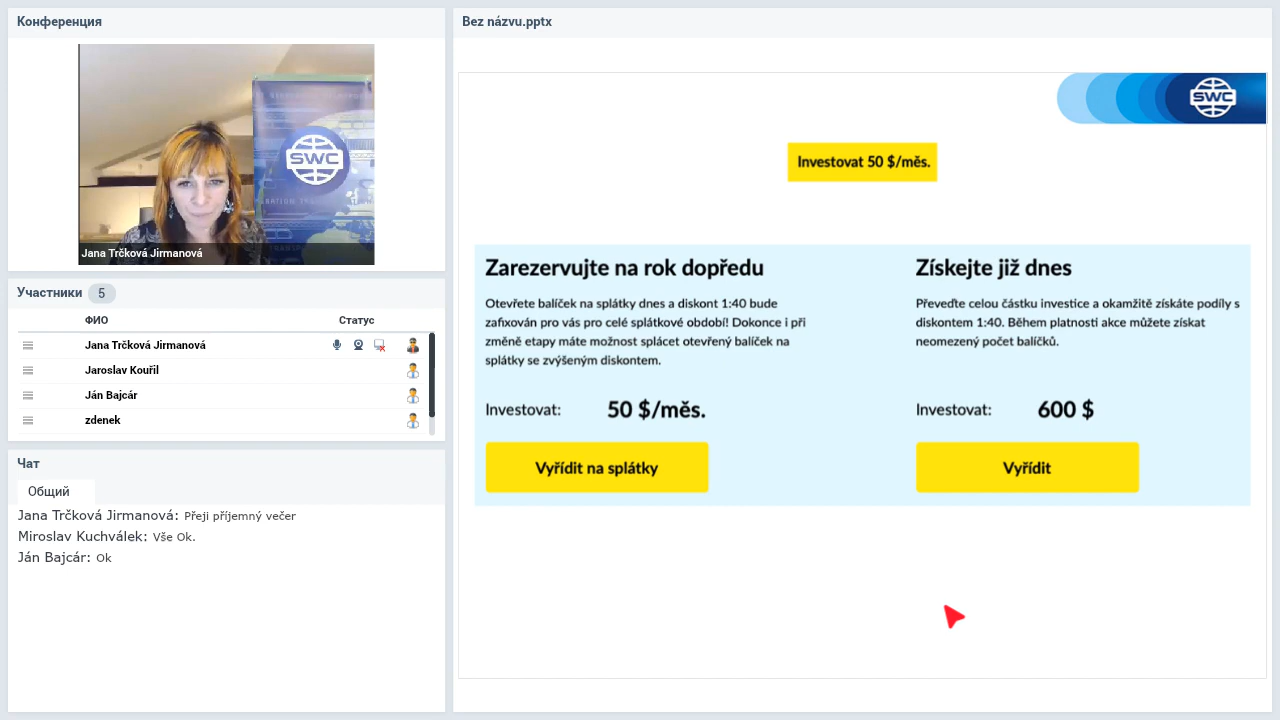 Конференция
SWC
Jana Trčková Jirmanová
Участники 5
ФИО Статус
Jana Trčková Jirmanová
Jaroslav Kouřil
Ján Bajcár
zdenek
Чат
Общий
Jana Trčková Jirmanová: Přeji příjemný večer
Miroslav Kuchválek: Vše Ok.
Ján Bajcár: Ok
Bez názvu.pptx
SWC
Investovat 50 $/měs.
Zarezervujte na rok dopředu
Otevřete balíček na splátky dnes a diskont 1:40 bude
zafixován pro vás pro celé splátkové období! Dokonce i při
změně etapy máte možnost splácet otevřený balíček na
splátky se zvýšeným diskontem.
Investovat: 50 $/měs.
Vyřídit na splátky
Získejte již dnes
Převeďte celou částku investice a okamžitě získáte podíly s
diskontem 1:40. Během platnosti akce můžete získat
neomezený počet balíčků.
Investovat: 600 $
Vyřídit